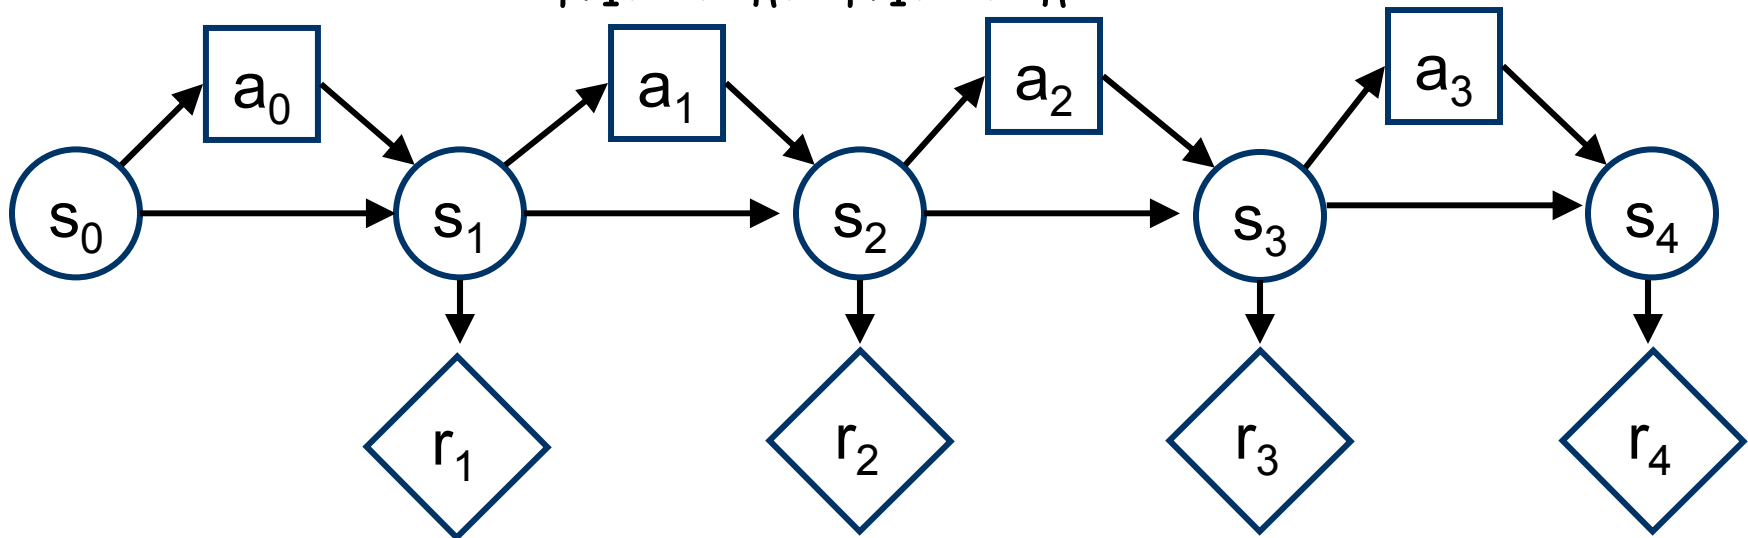 a₀ a₁ a₂ a₃
s₀ s₁ s₂ s₃ s₄
r₁ r₂ r₃ r₄